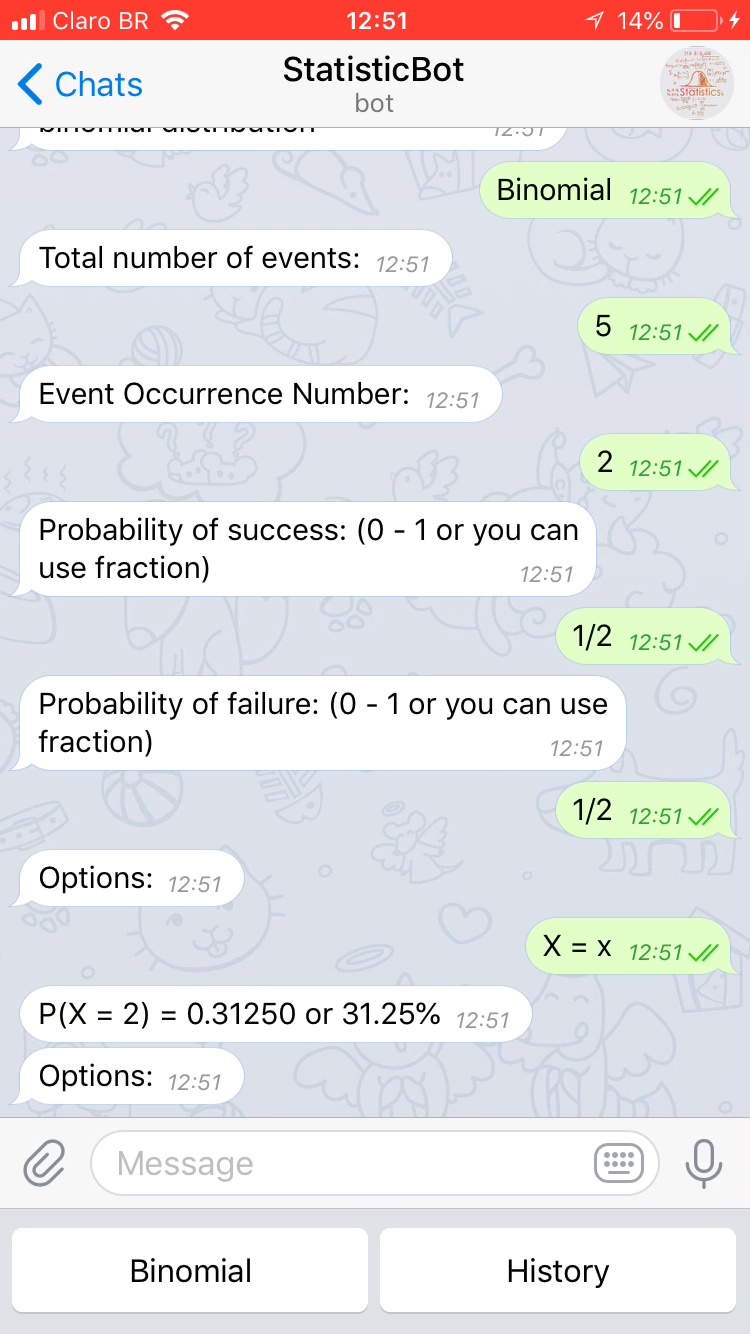 Claro BR
12:51
14%
Chats
StatisticBot
bot
Statistics
binomial distribution 12:51
Binomial 12:51
Total number of events: 12:51
5 12:51
Event Occurrence Number: 12:51
2 12:51
Probability of success: (0 - 1 or you can
use fraction) 12:51
1/2 12:51
Probability of failure: (0 - 1 or you can use
fraction) 12:51
1/2 12:51
Options: 12:51
X = x 12:51
P(X = 2) = 0.31250 or 31.25% 12:51
Options: 12:51
Message
Binomial
History